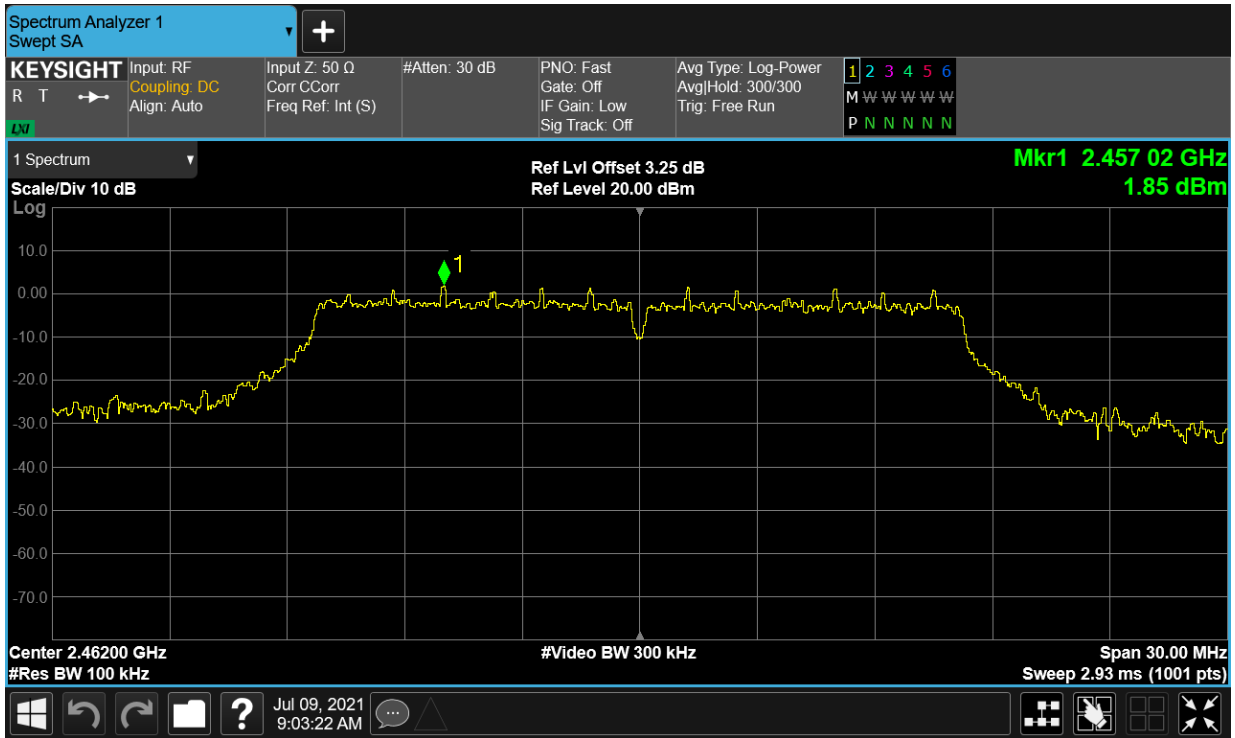 Spectrum Analyzer 1
Swept SA
KEYSIGHT
R T
LXI
Input: RF
Coupling: DC
Align: Auto
Input Z: 50 Ω
Corr CCorr
Freq Ref: Int (S)
#Atten: 30 dB
PNO: Fast
Gate: Off
IF Gain: Low
Sig Track: Off
Avg Type: Log-Power
Avg|Hold: 300/300
Trig: Free Run
1 2 3 4 5 6
M W W W W W
P N N N N N
1 Spectrum
Scale/Div 10 dB
Log
Ref Lvl Offset 3.25 dB
Ref Level 20.00 dBm
Mkr1 2.457 02 GHz
1.85 dBm
10.0
0.00
-10.0
-20.0
-30.0
-40.0
-50.0
-60.0
-70.0
1
Center 2.46200 GHz
#Res BW 100 kHz
#Video BW 300 kHz
Span 30.00 MHz
Sweep 2.93 ms (1001 pts)
?
Jul 09, 2021
9:03:22 AM